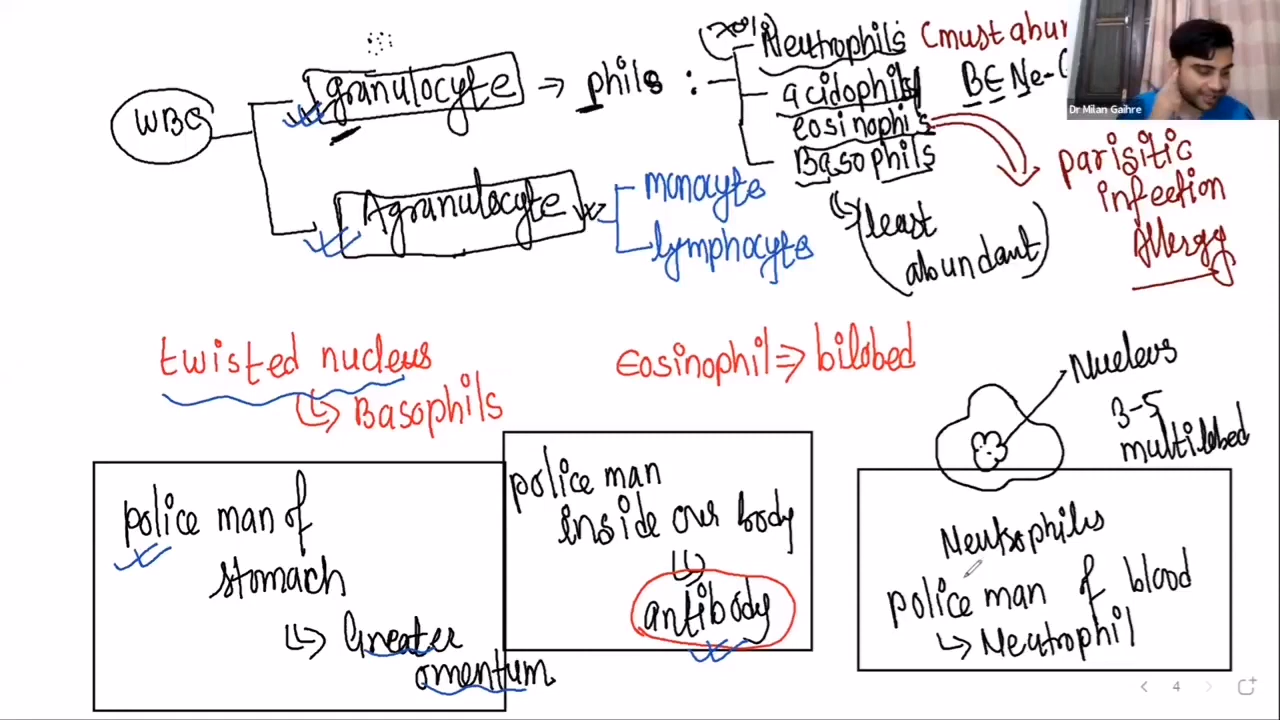 WBC
granulocyte → phils :
(70%)
Neutrophils (must abun
acidophils/
eosinophils
Basophils
BENe-
Dr Milan Gaihre
(least
abundant)
parisitic
infection
Allergy
Agranulocyte
monocyte
lymphocyte
twisted nucleus
↳ Basophils
Eosinophil ⇒ bilobed
Nucleus
3-5
multilobed
police man of
stomach
↳ Greater
omentum
police man
inside our body
↳
antibody
Neutrophils
police man of blood
↳ Neutrophil
4